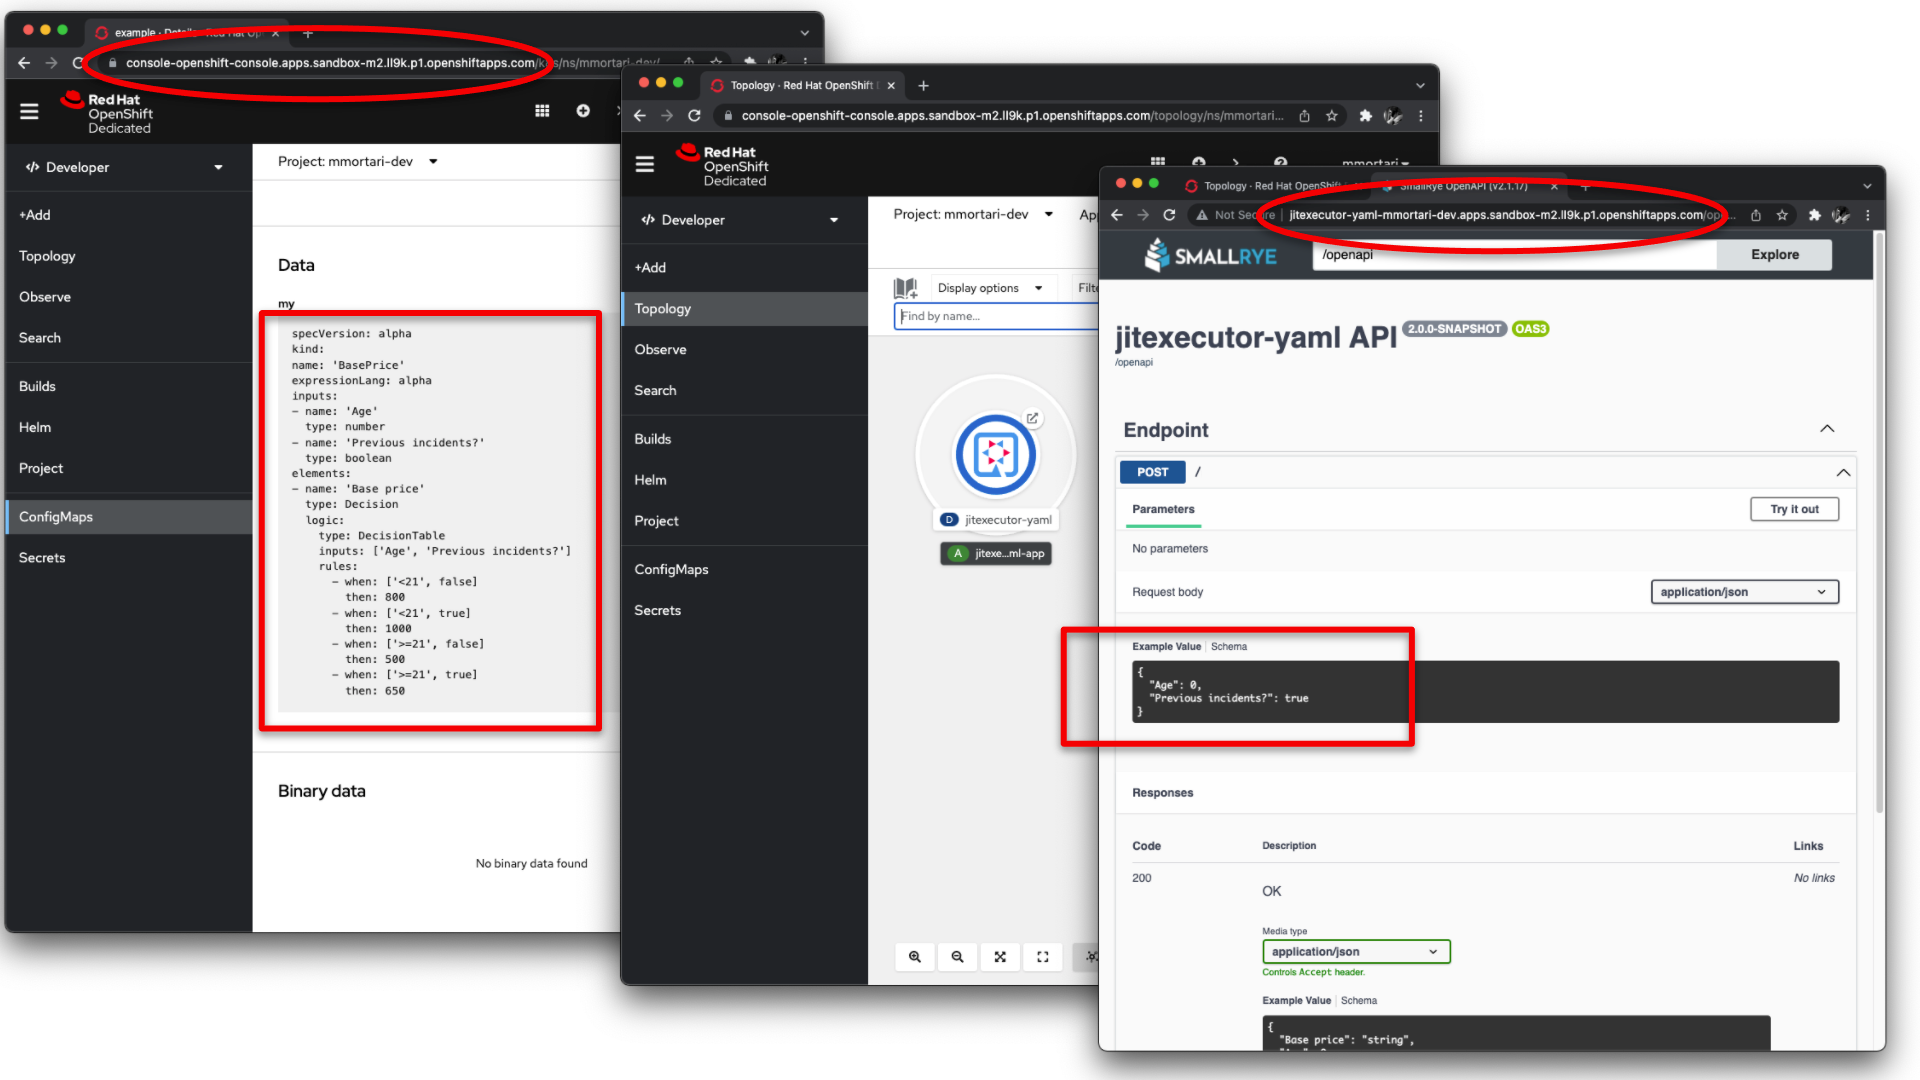 example · Details · Red Hat Op
console-openshift-console.apps.sandbox-m2.ll9k.p1.openshiftapps.com/k8s/ns/mmortari-dev/
Red Hat
OpenShift
Dedicated
Developer
+Add
Topology
Observe
Search
Builds
Helm
Project
ConfigMaps
Secrets
Project: mmortari-dev
Data
my
specVersion: alpha
kind:
name: 'BasePrice'
expressionLang: alpha
inputs:
- name: 'Age'
type: number
- name: 'Previous incidents?'
type: boolean
elements:
- name: 'Base price'
type: Decision
logic:
type: DecisionTable
inputs: ['Age', 'Previous incidents?']
rules:
- when: ['<21', false]
then: 800
- when: ['<21', true]
then: 1000
- when: ['>=21', false]
then: 500
- when: ['>=21', true]
then: 650
Binary data
No binary data found
Topology · Red Hat OpenShift
console-openshift-console.apps.sandbox-m2.ll9k.p1.openshiftapps.com/topology/ns/mmortari...
Red Hat
OpenShift
Dedicated
mmortari
Developer
+Add
Topology
Observe
Search
Builds
Helm
Project
ConfigMaps
Secrets
Project: mmortari-dev
Display options
Find by name...
D jitexecutor-yaml
A jitexe...ml-app
Topology · Red Hat OpenShift
SmallRye OpenAPI (v2.1.17)
Not Secure jitexecutor-yaml-mmortari-dev.apps.sandbox-m2.ll9k.p1.openshiftapps.com/op...
SMALLRYE
/openapi
Explore
jitexecutor-yaml API 2.0.0-SNAPSHOT OAS3
/openapi
Endpoint
POST /
Parameters
Try it out
No parameters
Request body
application/json
Example Value Schema
{
"Age": 0,
"Previous incidents?": true
}
Responses
Code Description Links
200 OK No links
Media type
application/json
Controls Accept header.
Example Value Schema
{
"Base price": "string",